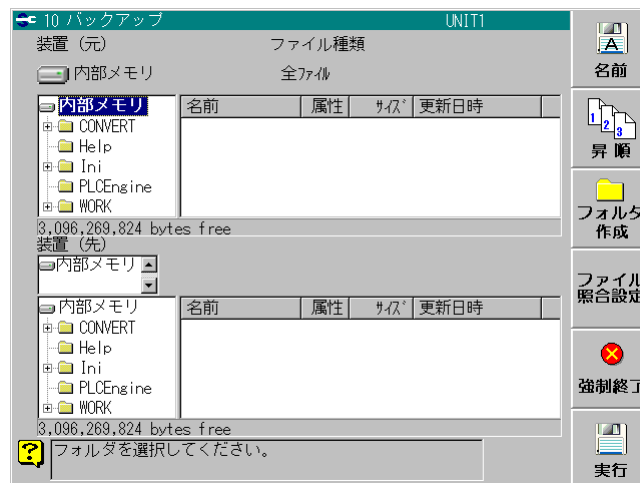 10 バックアップ UNIT1
装置（元） ファイル種類
内部メモリ 全ﾌｧｲﾙ
内部メモリ 名前 属性 ｻｲｽﾞ 更新日時
CONVERT
Help
Ini
PLCEngine
WORK
3,096,269,824 bytes free
装置（先）
内部メモリ
内部メモリ 名前 属性 ｻｲｽﾞ 更新日時
CONVERT
Help
Ini
PLCEngine
WORK
3,096,269,824 bytes free
フォルダを選択してください。
A
名前
1 2 3
昇順
フォルダ
作成
ファイル
照合設定
強制終了
実行